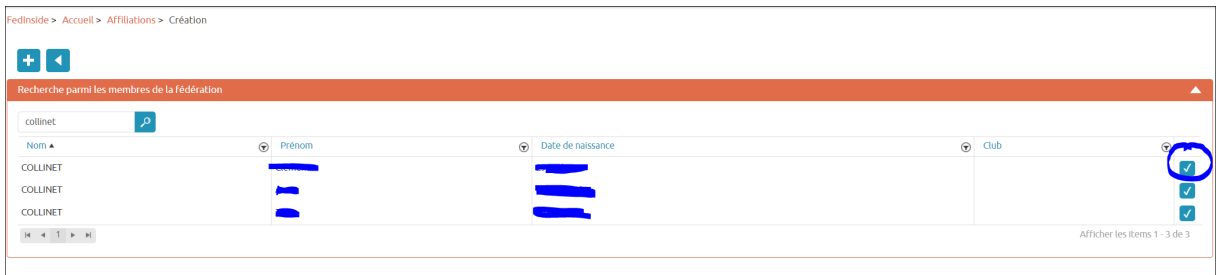 FedInside > Accueil > Affiliations > Création
Recherche parmi les membres de la fédération
collinet
Nom Prénom Date de naissance Club
COLLINET
COLLINET
COLLINET
1
Afficher les items 1 - 3 de 3